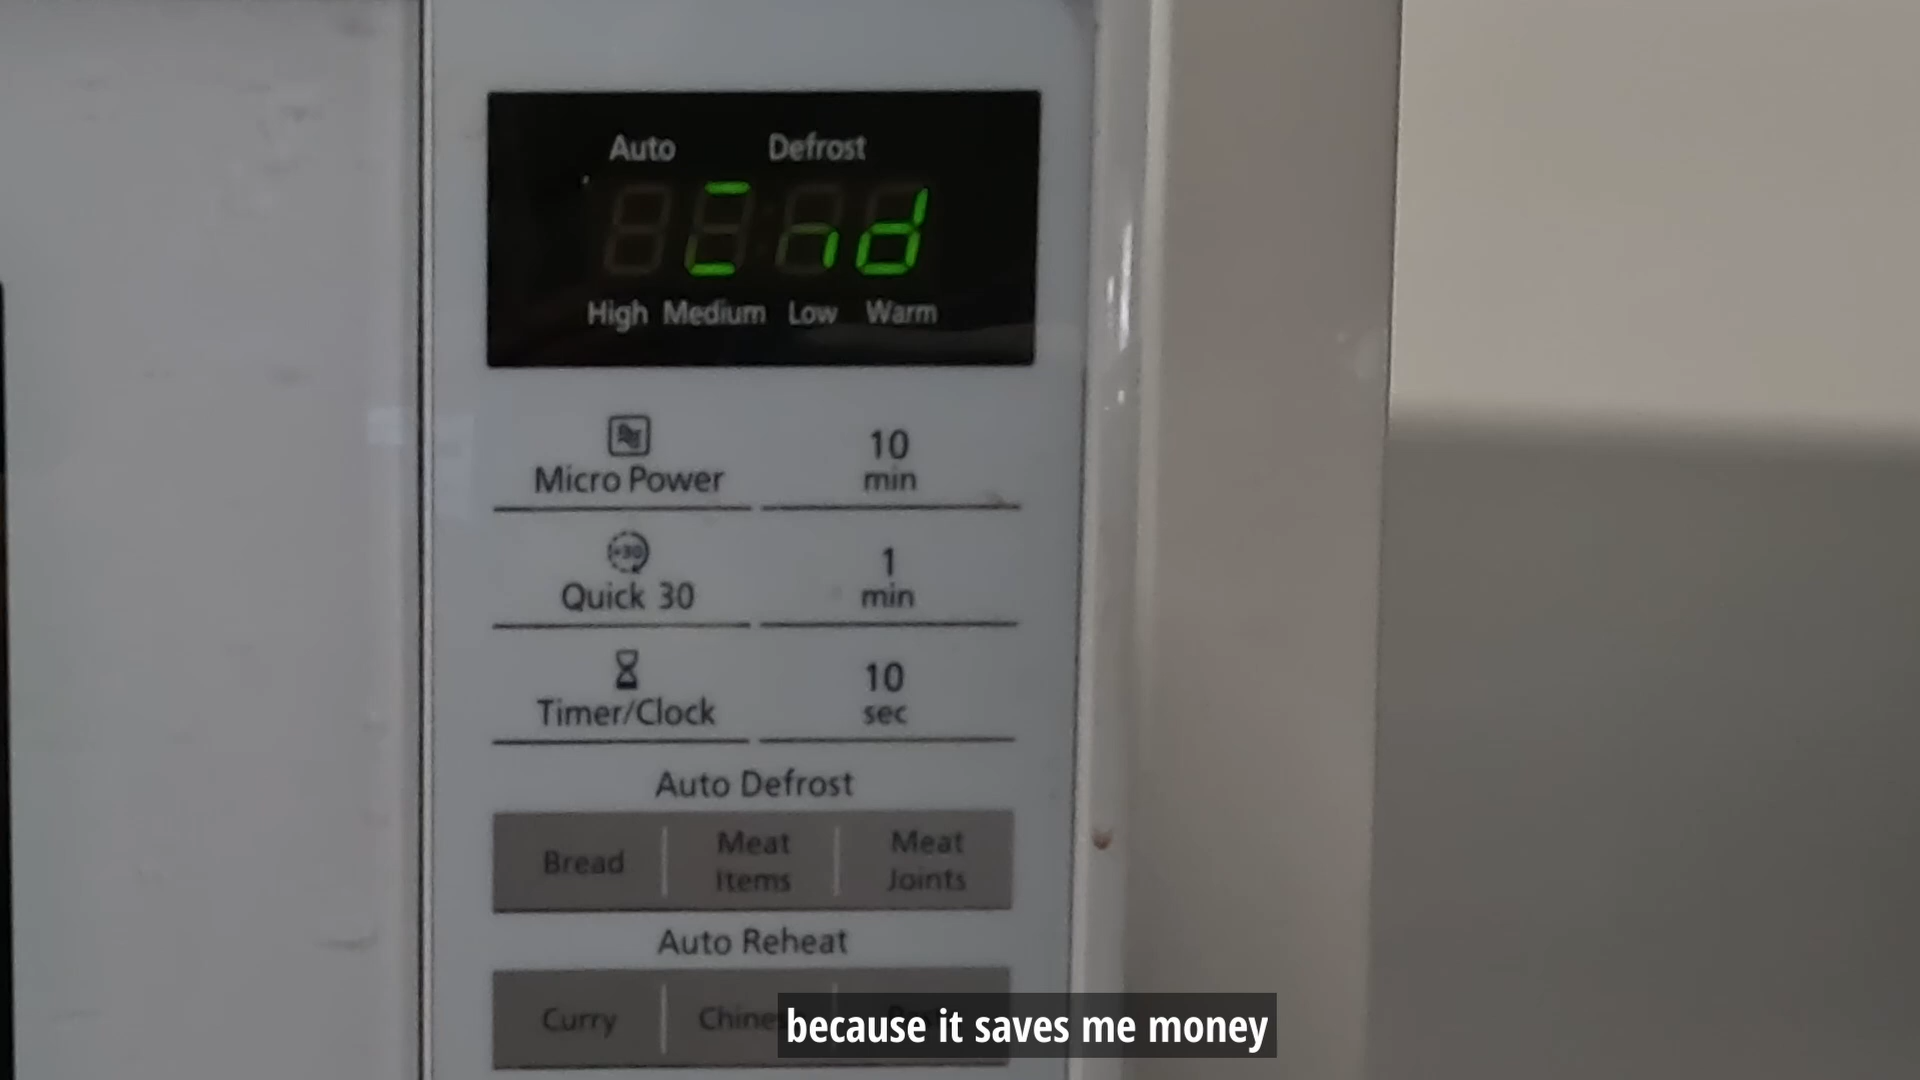 Auto Defrost
End
High Medium Low Warm
Micro Power
10
min
+30
Quick 30
1
min
Timer/Clock
10
sec
Auto Defrost
Bread
Meat
Items
Meat
Joints
Auto Reheat
Curry
because it saves me money